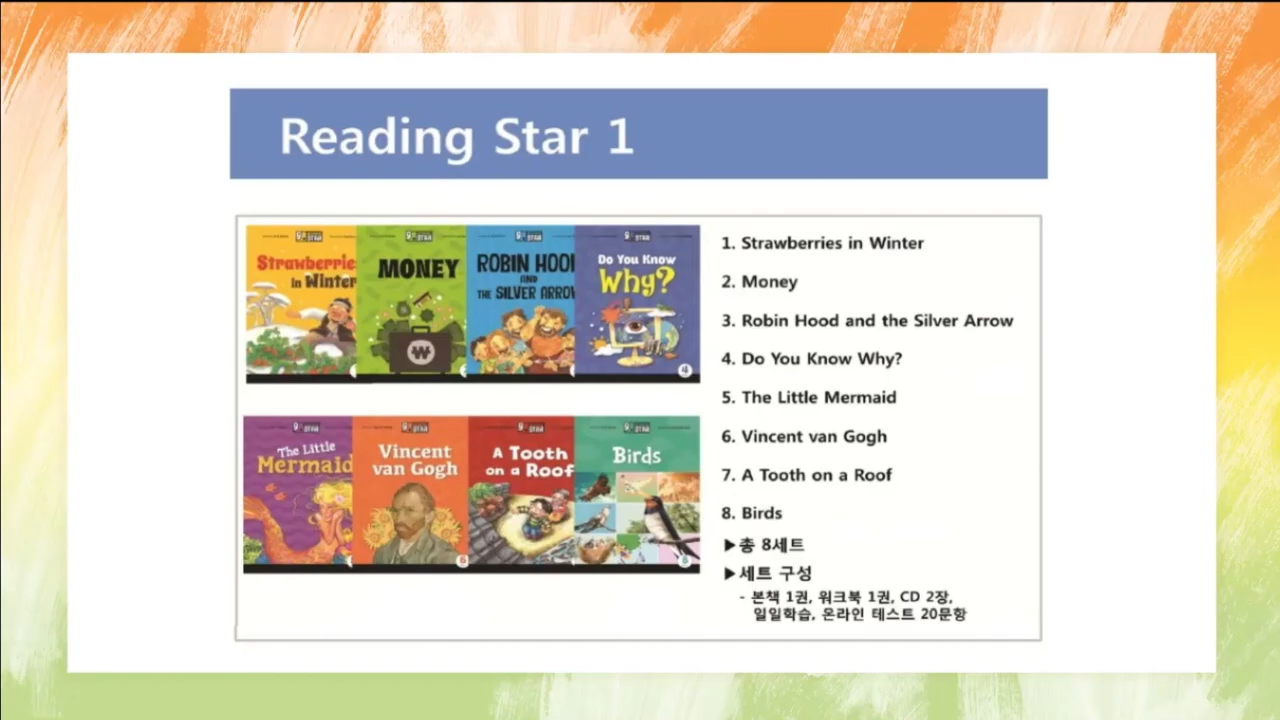 Reading Star 1
Strawberrie
in Winter
MONEY
ROBIN HOOD
AND
THE SILVER ARROW
Do You Know
Why?
4
1. Strawberries in Winter
2. Money
3. Robin Hood and the Silver Arrow
4. Do You Know Why?
5. The Little Mermaid
6. Vincent van Gogh
7. A Tooth on a Roof
8. Birds
The Little
Mermaid
Vincent
van Gogh
6
A Tooth
on a Roof
Birds
8
▶총 8세트
▶세트 구성
- 본책 1권, 워크북 1권, CD 2장,
일일학습, 온라인 테스트 20문항